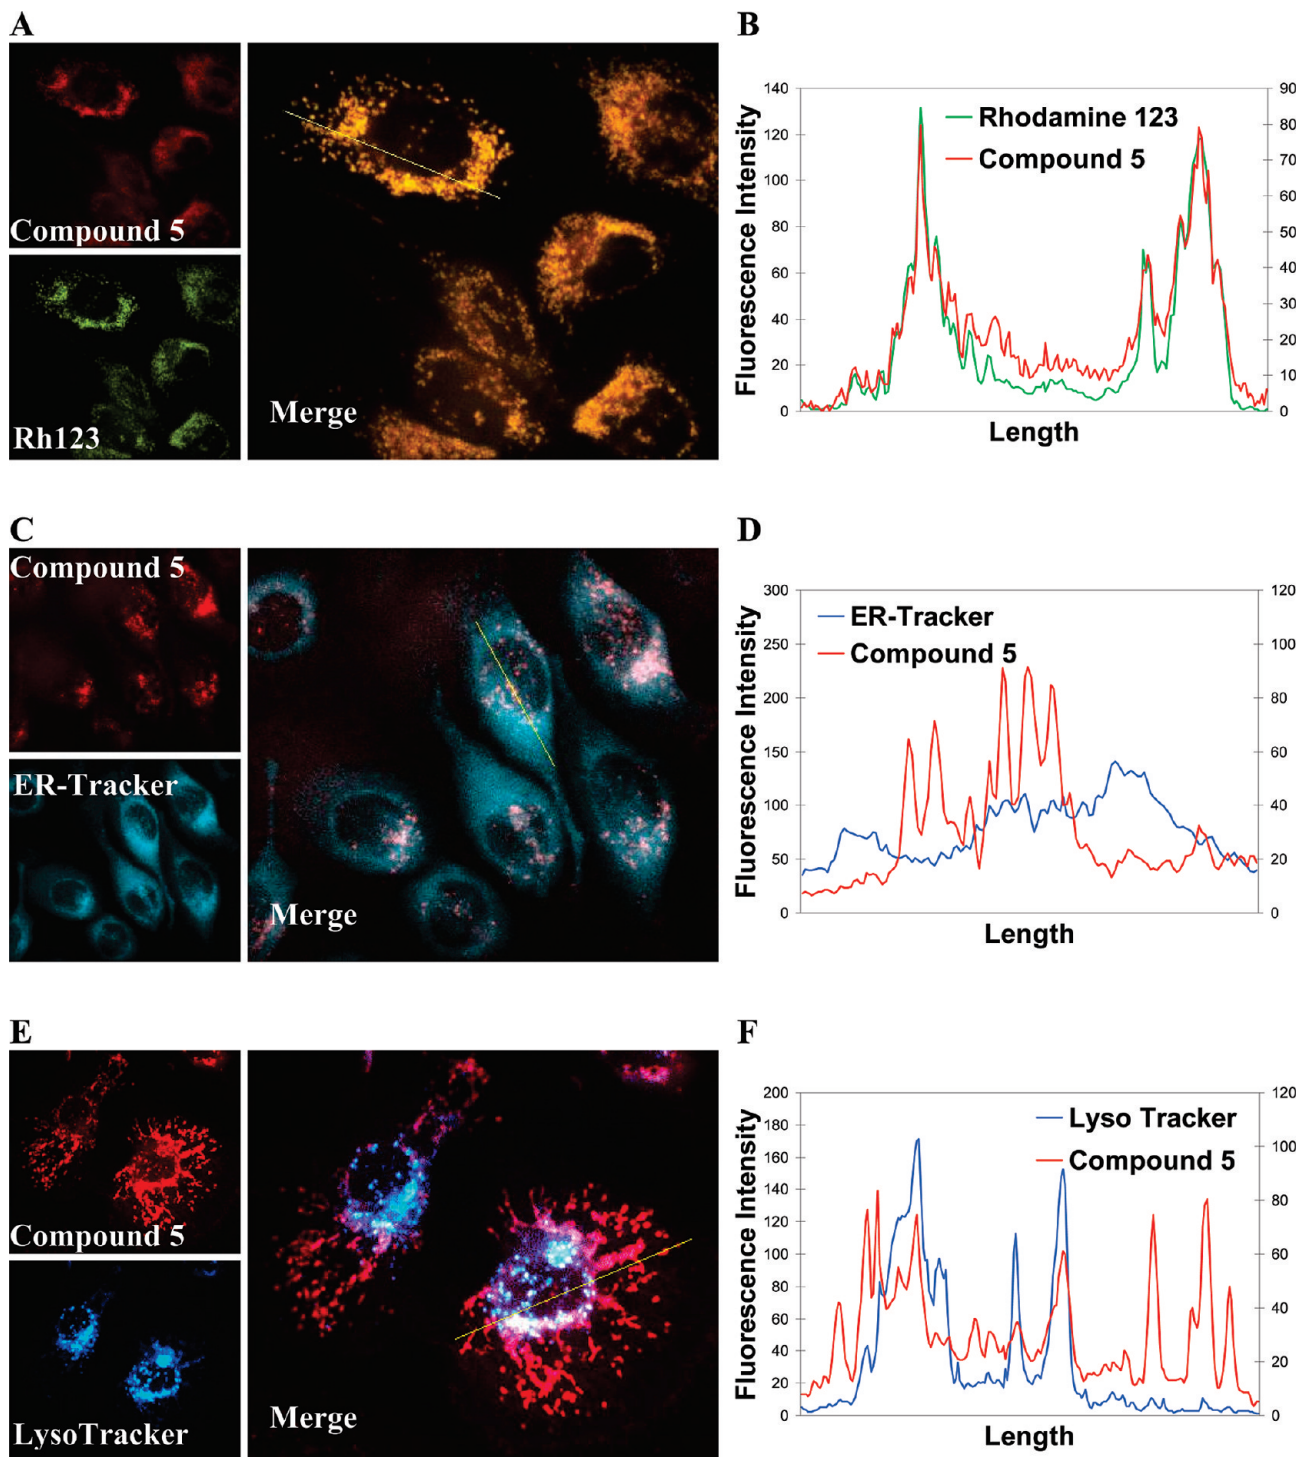 A
Compound 5
Rh123
Merge
B
Rhodamine 123
Compound 5
Fluorescence Intensity
140
120
100
80
60
40
20
0
90
80
70
60
50
40
30
20
10
0
Length
C
Compound 5
ER-Tracker
Merge
D
ER-Tracker
Compound 5
Fluorescence Intensity
300
250
200
150
100
50
0
120
100
80
60
40
20
0
Length
E
Compound 5
LysoTracker
Merge
F
Lyso Tracker
Compound 5
Fluorescence Intensity
200
180
160
140
120
100
80
60
40
20
0
120
100
80
60
40
20
0
Length